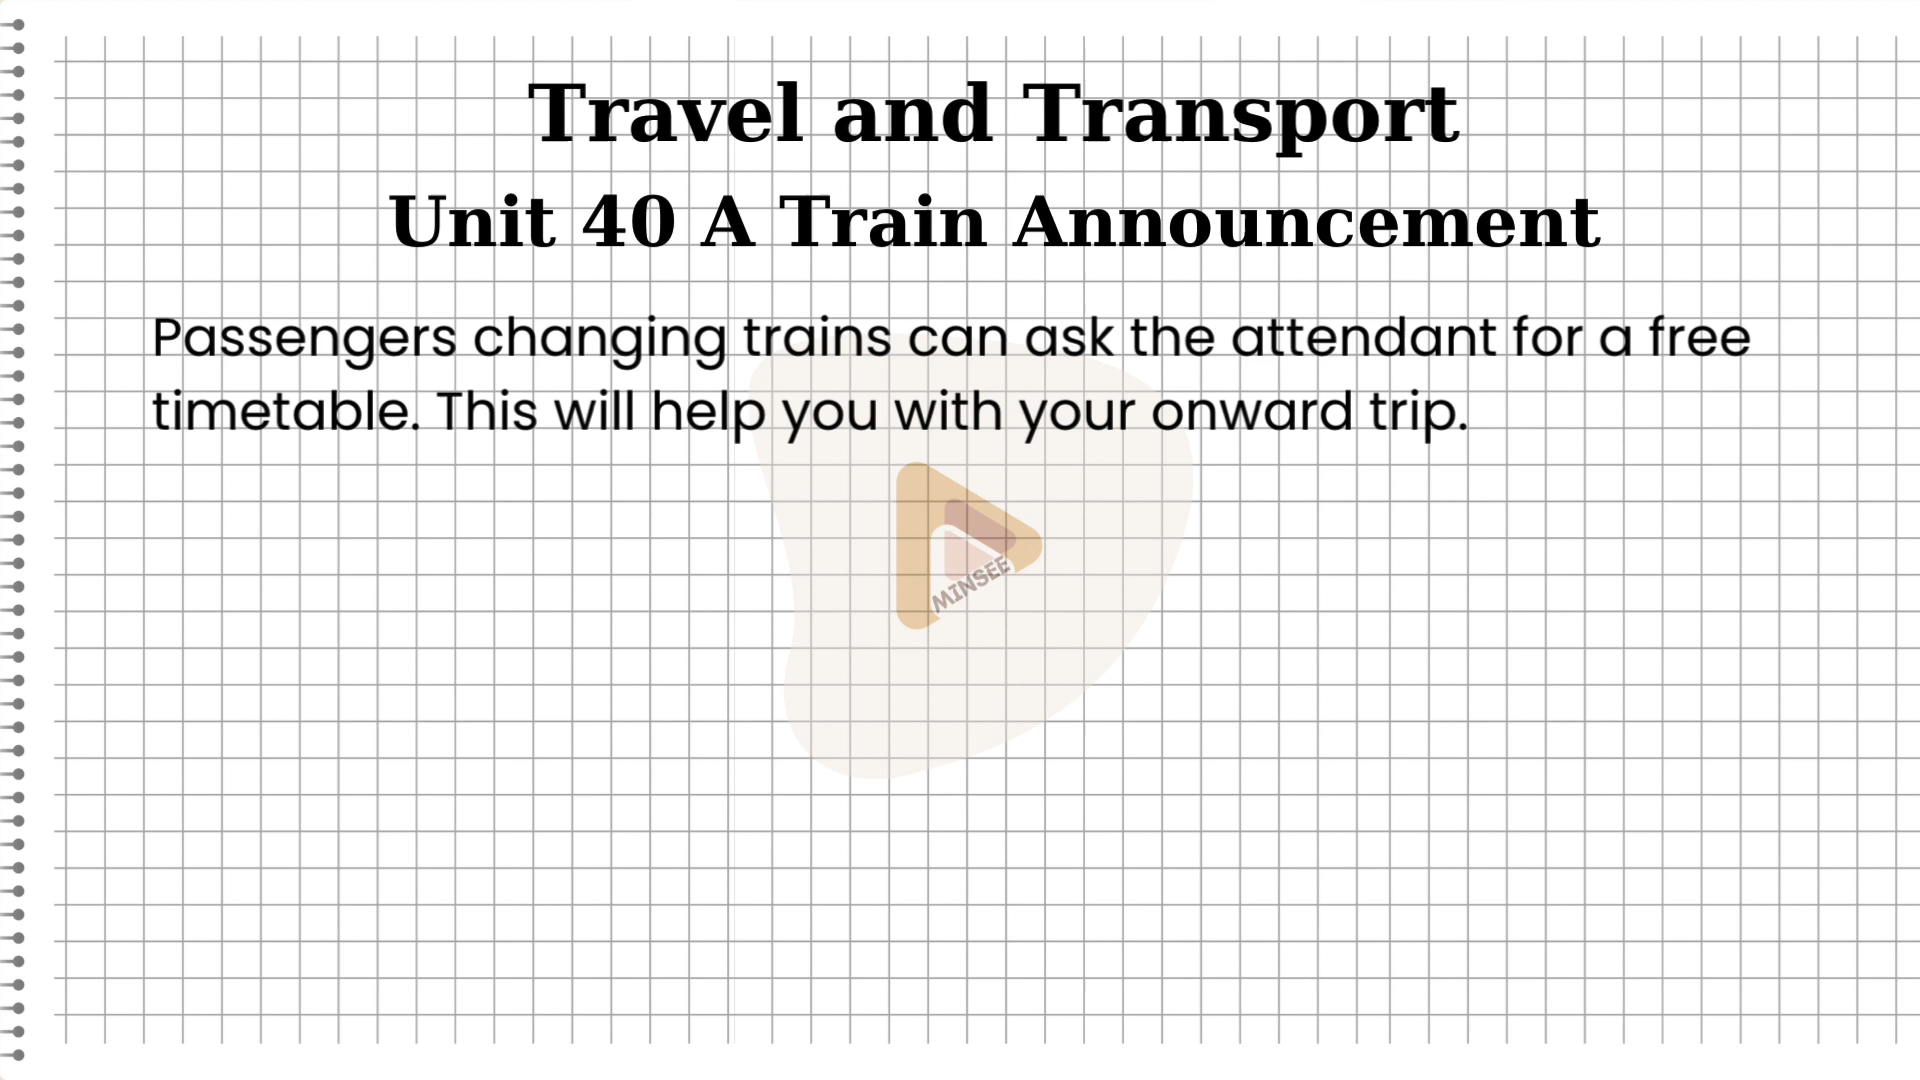 Travel and Transport
Unit 40 A Train Announcement
Passengers changing trains can ask the attendant for a free
timetable. This will help you with your onward trip.
MINSEE